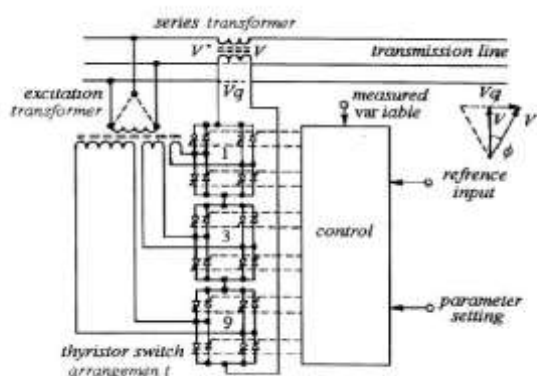 series transformer
V'
V
transmission line
excitation
transformer
Vq
measured
var iable
Vq
V
V'
ϕ
1
refrence
input
3
control
9
parameter
setting
thyristor switch
arrangemen t